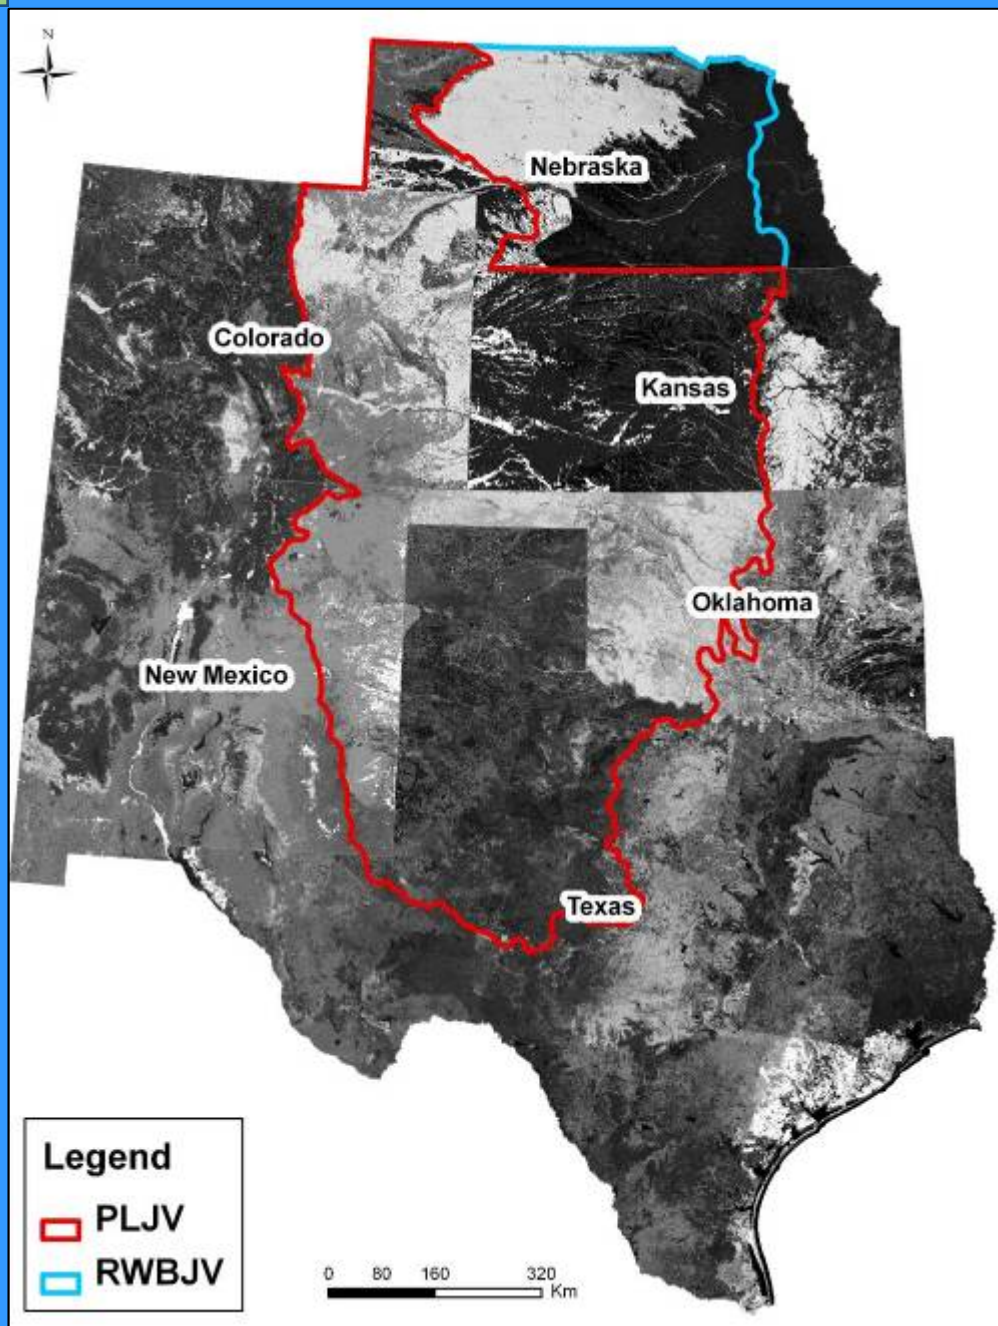 N
Nebraska
Colorado
Kansas
Oklahoma
New Mexico
Texas
Legend
PLJV
RWBJV
0 80 160 320
Km